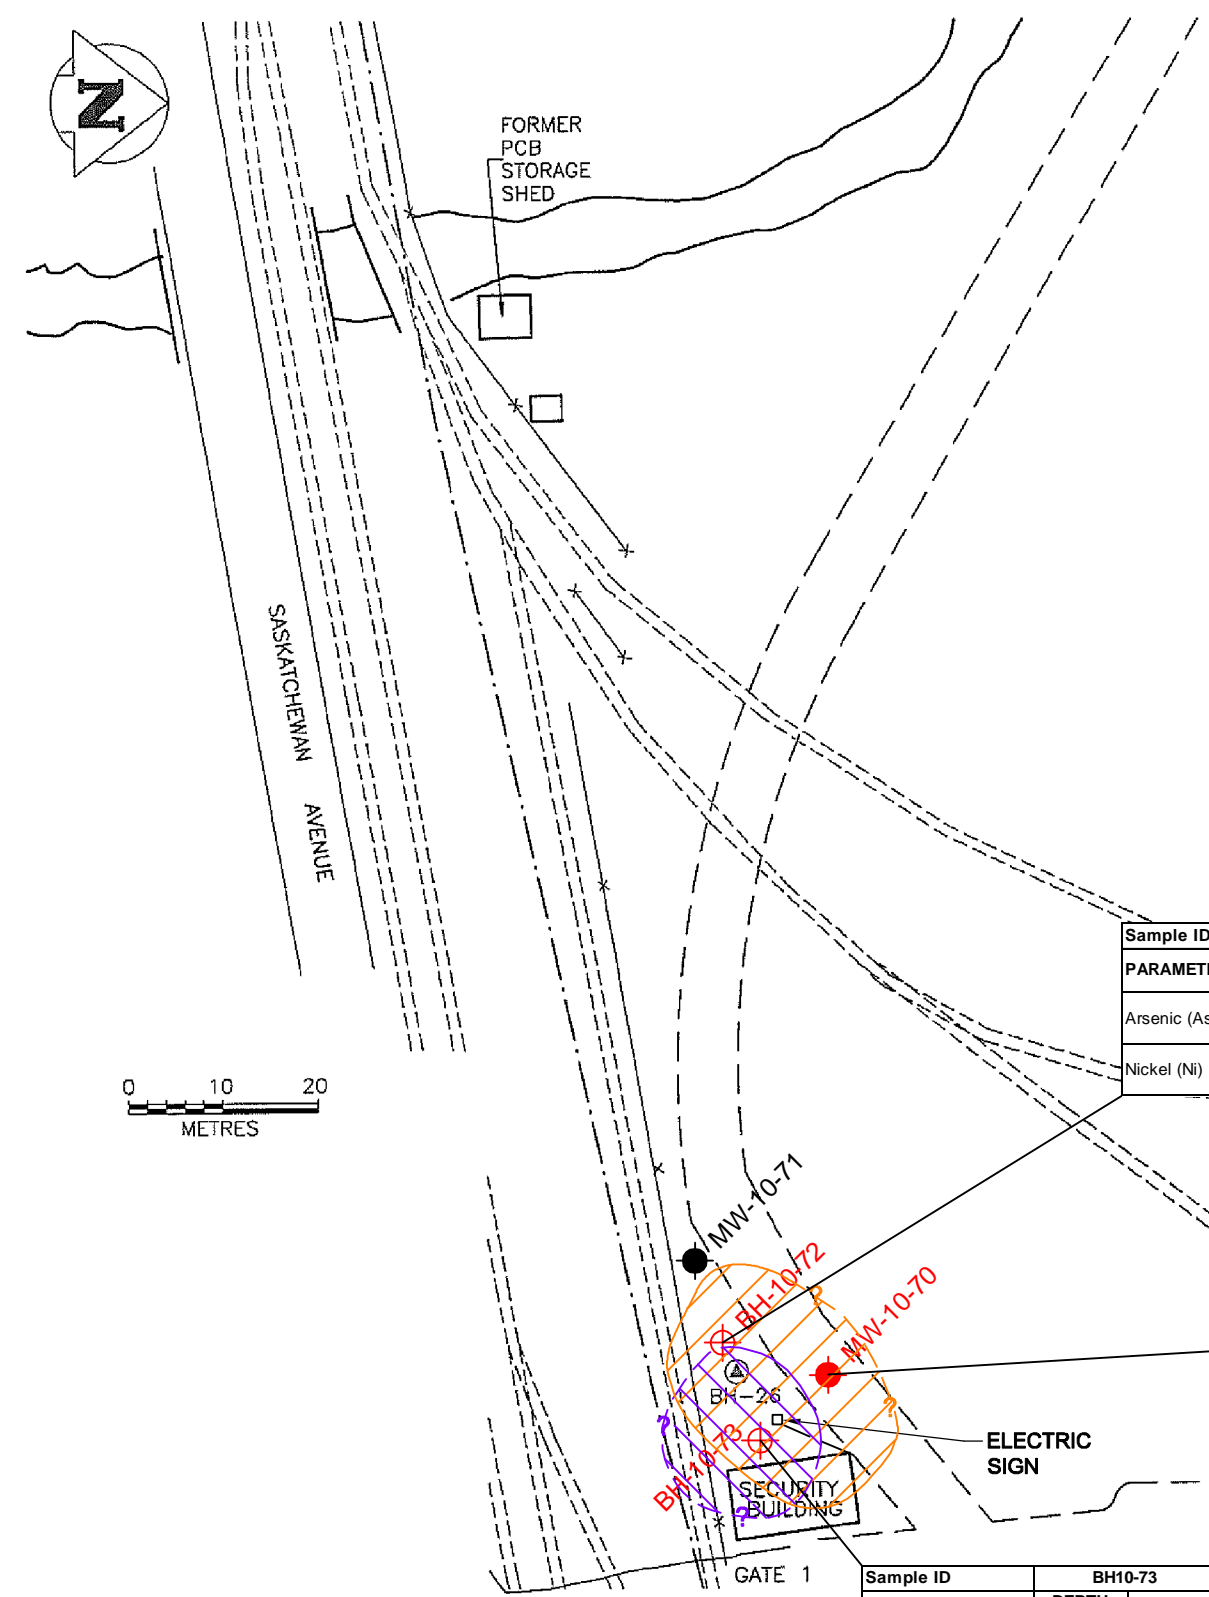 N
FORMER
PCB
STORAGE
SHED
SASKATCHEWAN AVENUE
0 10 20
METRES
Sample ID
PARAMET
Arsenic (As
Nickel (Ni)
MW-10-71
BH-10-72
MW-10-70
?
BH-26
?
?
BH-10-73
ELECTRIC
SIGN
SECURITY
BUILDING
?
GATE 1
Sample ID BH10-73
DEPTH